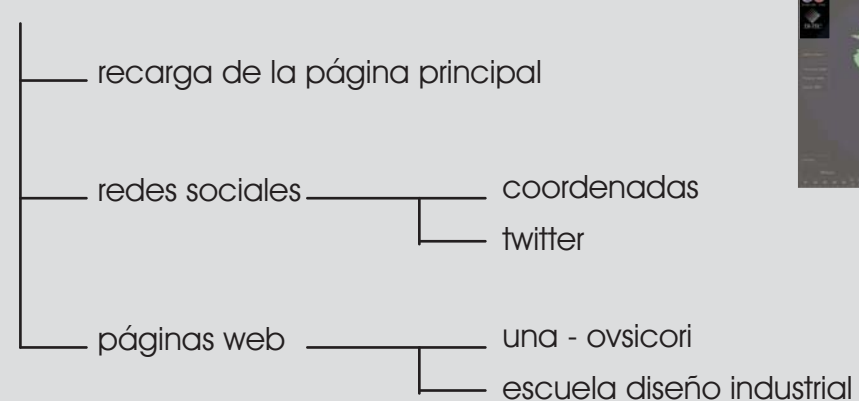 recarga de la página principal
redes sociales
coordenadas
twitter
páginas web
una - ovsicori
escuela diseño industrial